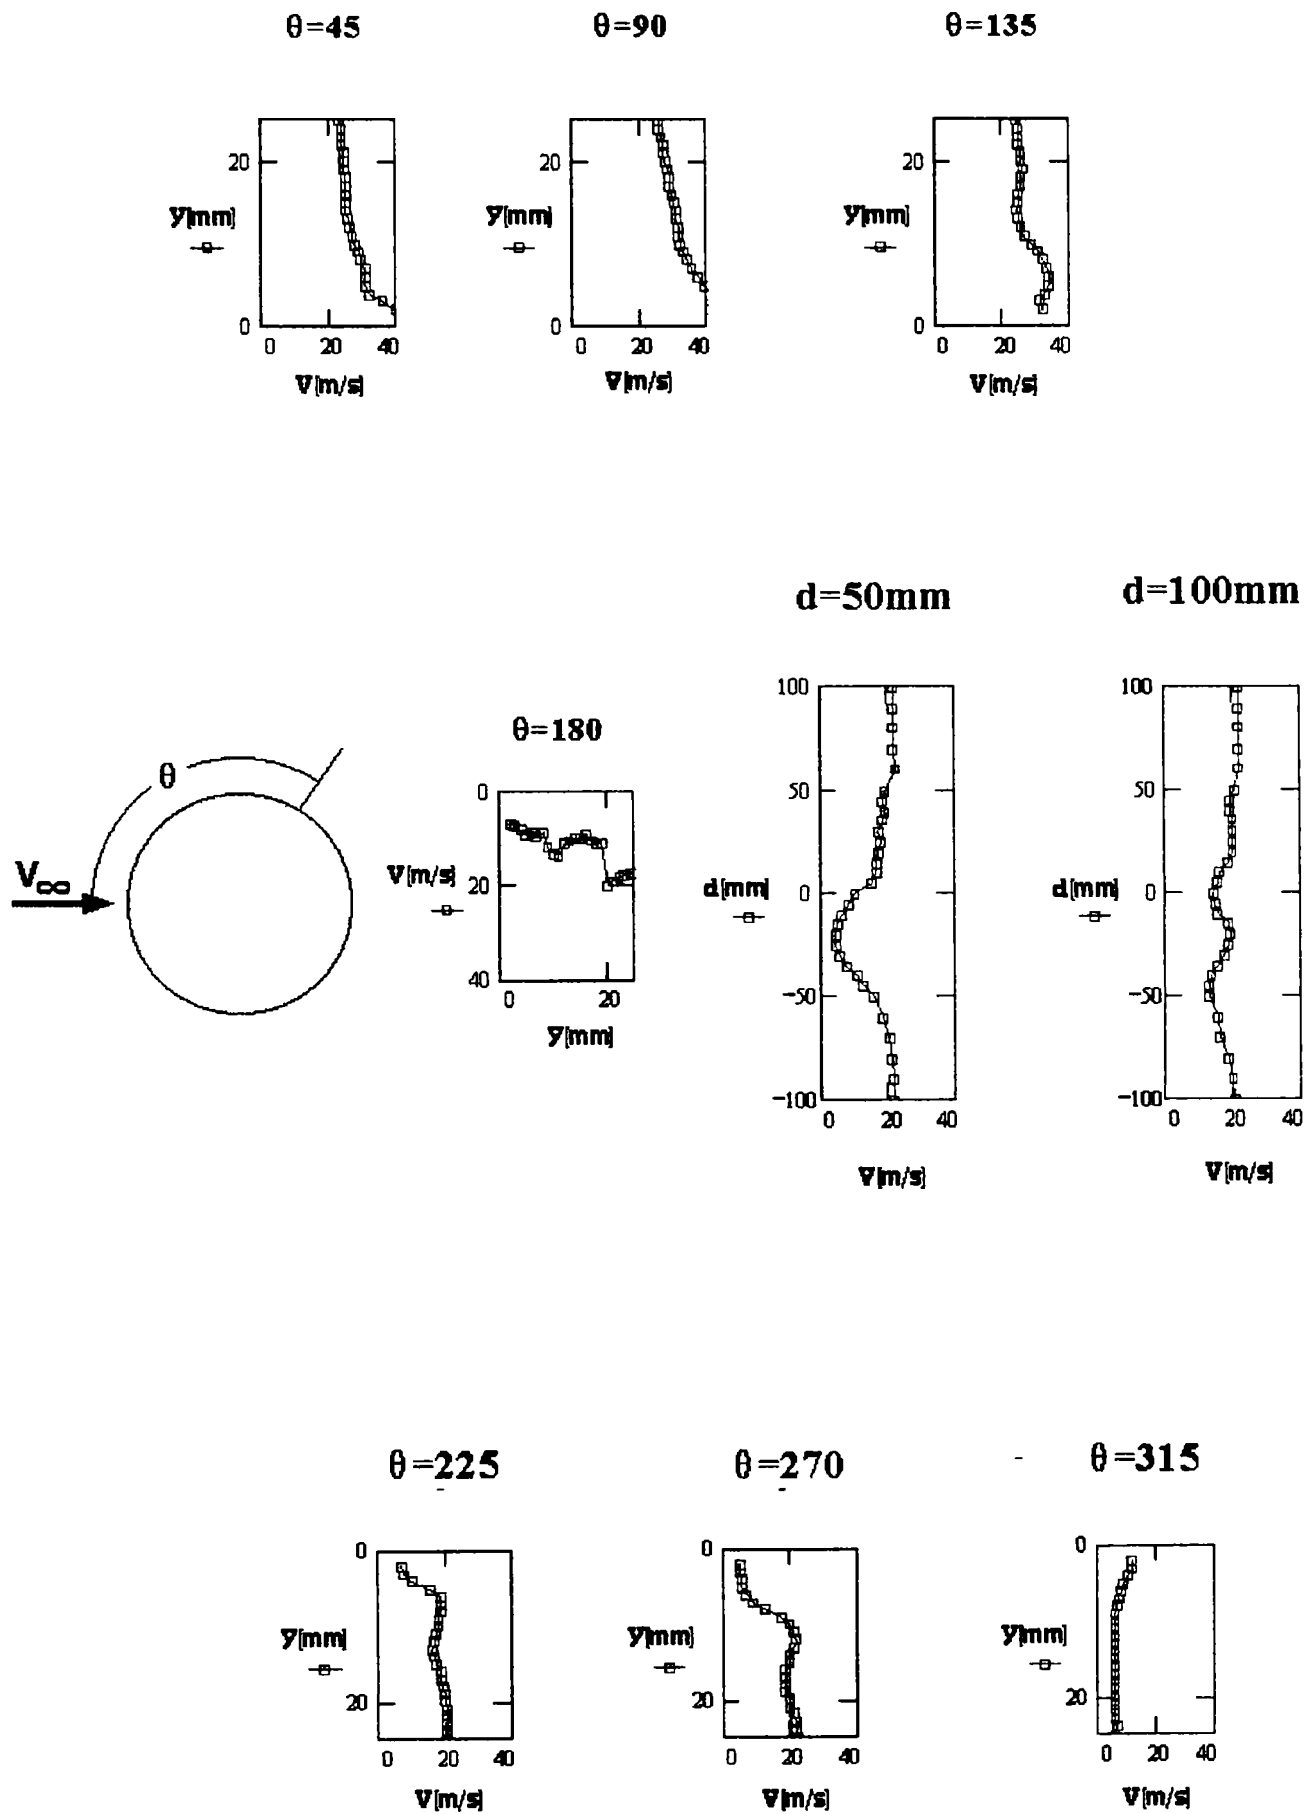 θ=45 θ=90 θ=135
20 20 20
y[mm] y[mm] y[mm]
0 0 0
0 20 40 0 20 40 0 20 40
V[m/s] V[m/s] V[m/s]
d=50mm d=100mm
100 100
θ=180
θ
0
50 50
V[m/s]
V∞
20
d[mm] 0 d[mm] 0
40
0 20
-50 -50
y[mm]
-100 -100
0 20 40 0 20 40
V[m/s] V[m/s]
θ=225 θ=270 - θ=315
0 0 0
y[mm] y[mm] y[mm]
20 20 20
0 20 40 0 20 40 0 20 40
V[m/s] V[m/s] V[m/s]